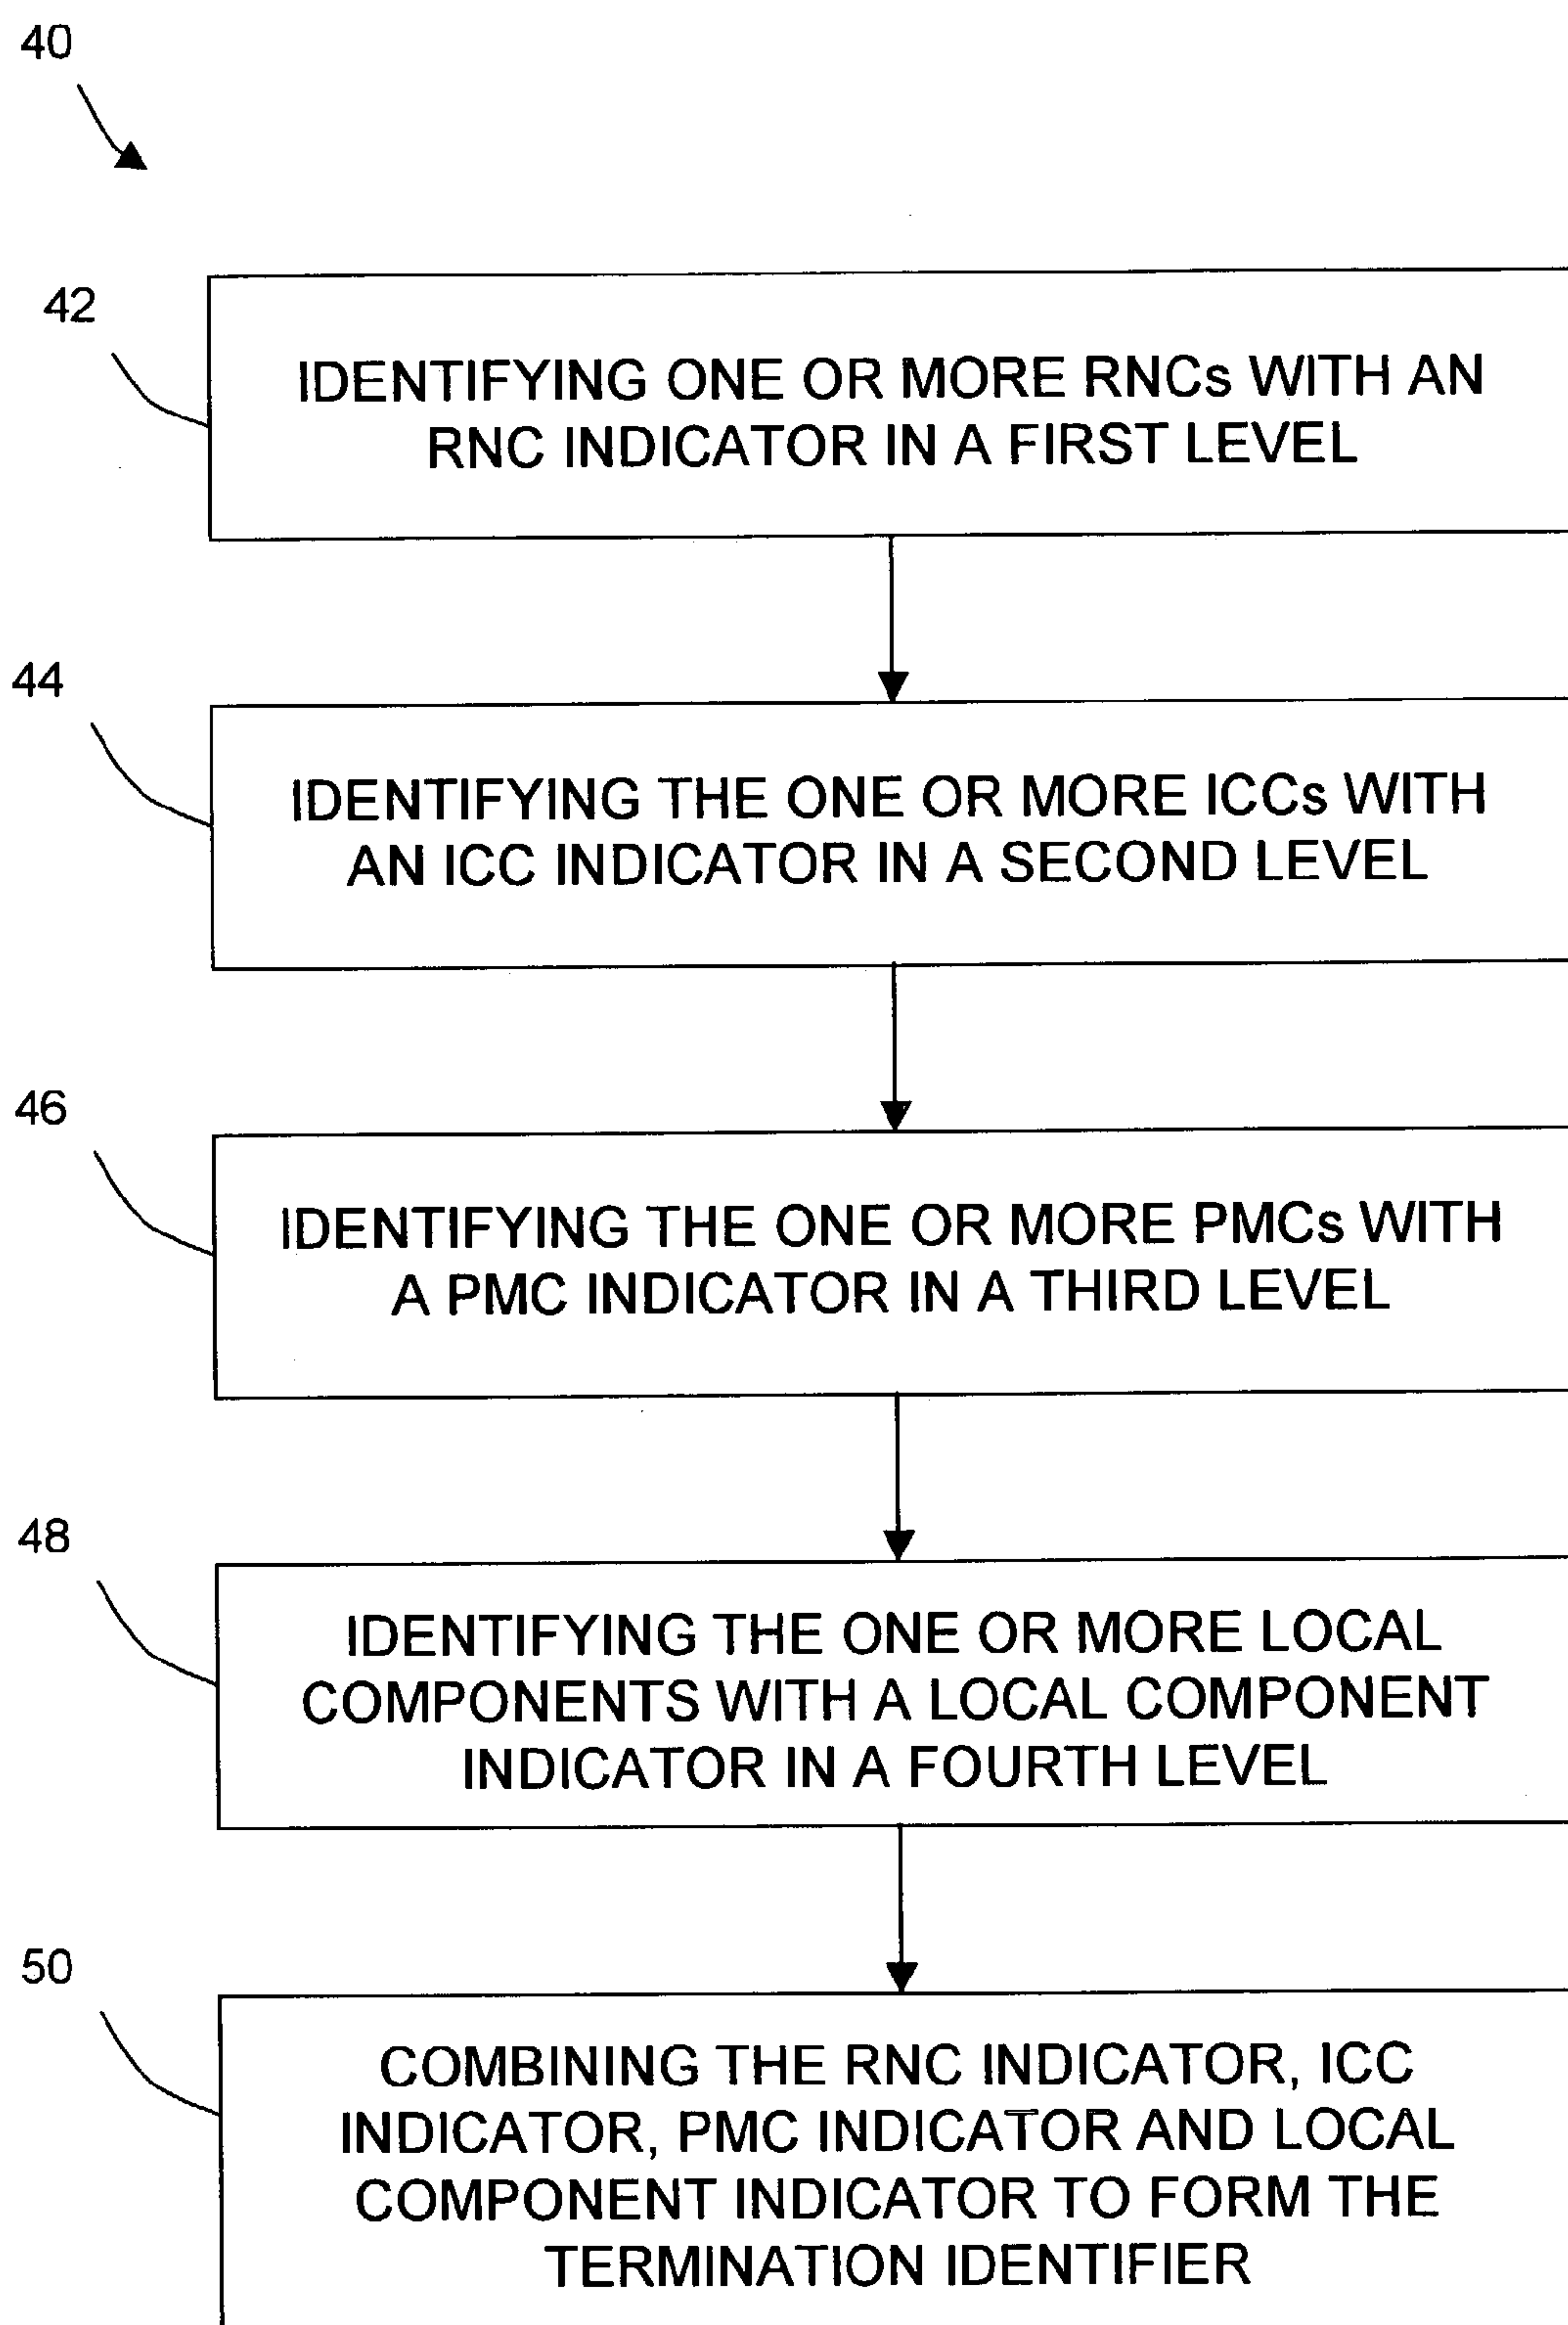 40
42
IDENTIFYING ONE OR MORE RNCs WITH AN
RNC INDICATOR IN A FIRST LEVEL
44
IDENTIFYING THE ONE OR MORE ICCs WITH
AN ICC INDICATOR IN A SECOND LEVEL
46
IDENTIFYING THE ONE OR MORE PMCs WITH
A PMC INDICATOR IN A THIRD LEVEL
48
IDENTIFYING THE ONE OR MORE LOCAL
COMPONENTS WITH A LOCAL COMPONENT
INDICATOR IN A FOURTH LEVEL
50
COMBINING THE RNC INDICATOR, ICC
INDICATOR, PMC INDICATOR AND LOCAL
COMPONENT INDICATOR TO FORM THE
TERMINATION IDENTIFIER